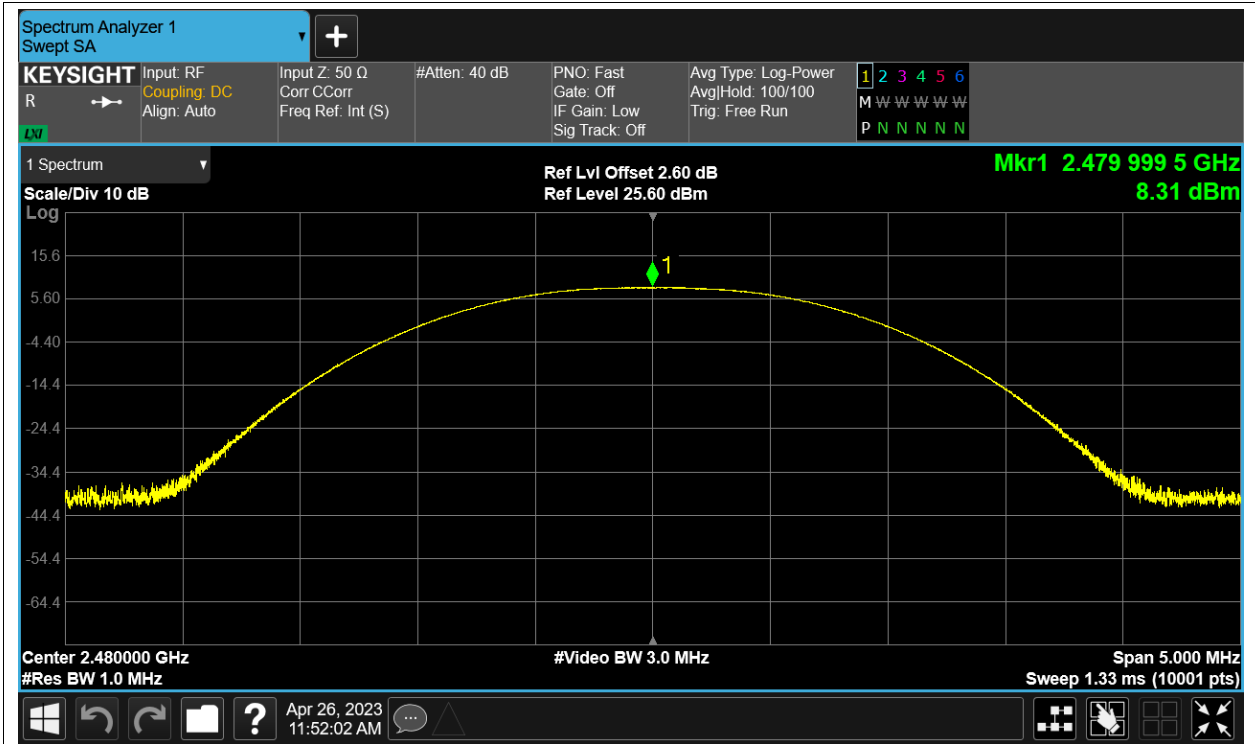 Spectrum Analyzer 1
Swept SA
KEYSIGHT
R
LXI
Input: RF
Coupling: DC
Align: Auto
Input Z: 50 Ω
Corr CCorr
Freq Ref: Int (S)
#Atten: 40 dB
PNO: Fast
Gate: Off
IF Gain: Low
Sig Track: Off
Avg Type: Log-Power
Avg|Hold: 100/100
Trig: Free Run
1 2 3 4 5 6
M W W W W W
P N N N N N
1 Spectrum
Scale/Div 10 dB
Log
Ref Lvl Offset 2.60 dB
Ref Level 25.60 dBm
Mkr1 2.479 999 5 GHz
8.31 dBm
1
15.6
5.60
-4.40
-14.4
-24.4
-34.4
-44.4
-54.4
-64.4
Center 2.480000 GHz
#Res BW 1.0 MHz
#Video BW 3.0 MHz
Span 5.000 MHz
Sweep 1.33 ms (10001 pts)
?
Apr 26, 2023
11:52:02 AM